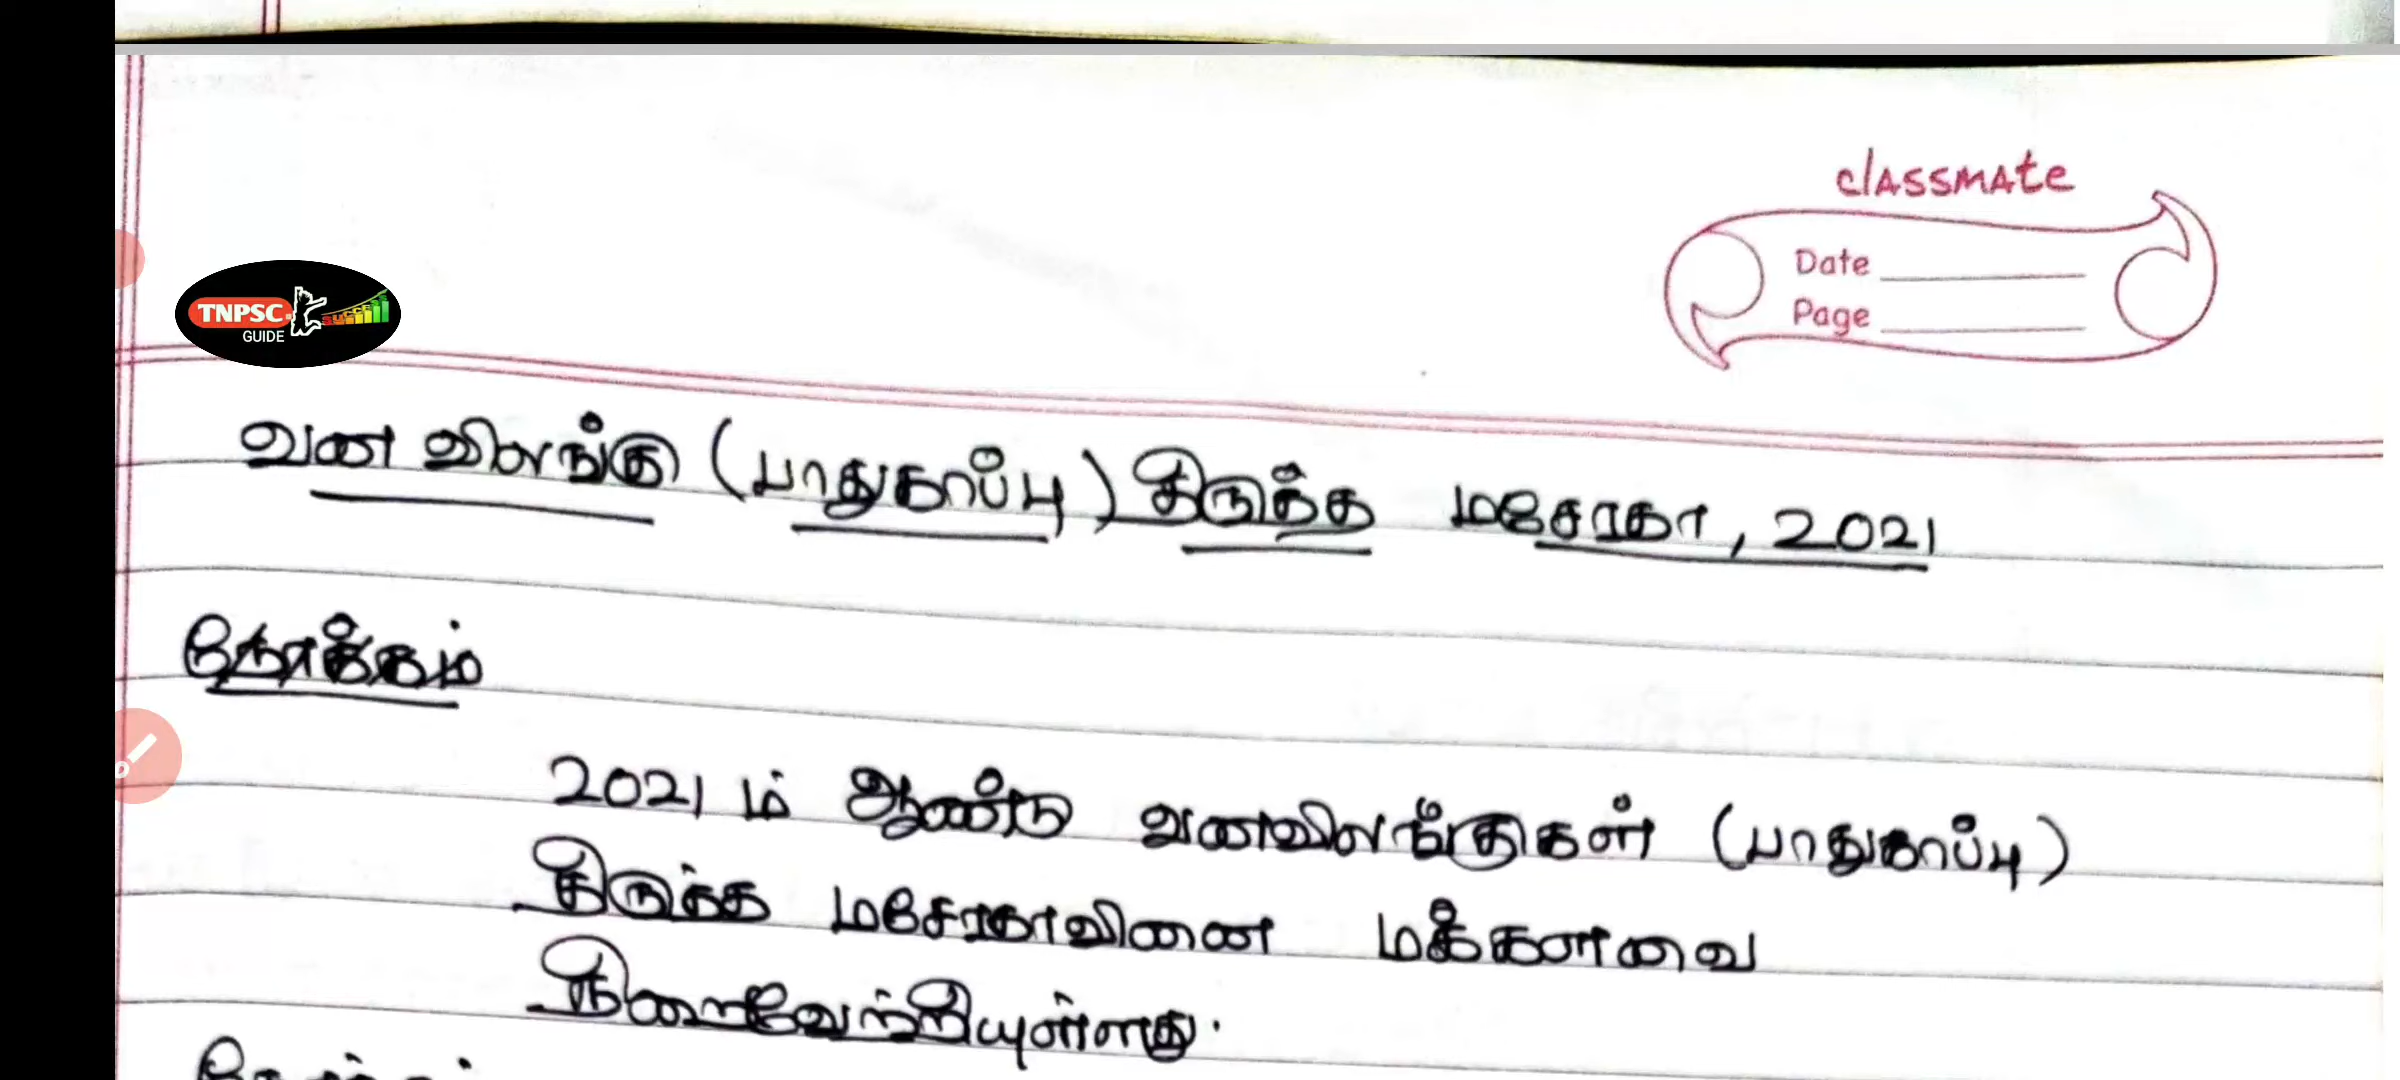 classmate
Date
Page
TNPSC
SUCCESS
GUIDE
வன விலங்கு (பாதுகாப்பு) திருத்த மசோதா, 2021
நோக்கம்
2021 ம் ஆண்டு வனவிலங்குகள் (பாதுகாப்பு)
திருத்த மசோதாவினை மக்களவை
நிறைவேற்றியுள்ளது.